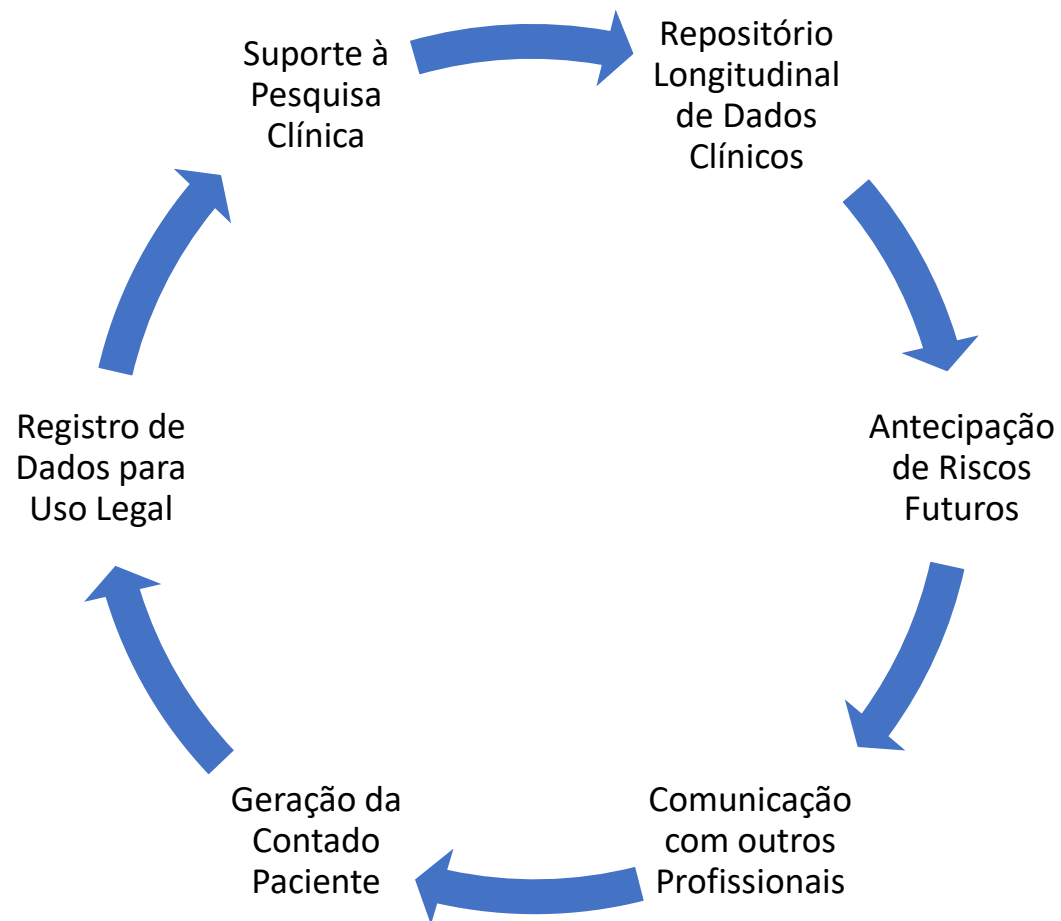 Suporte à
Pesquisa
Clínica
Repositório
Longitudinal
de Dados
Clínicos
Antecipação
de Riscos
Futuros
Comunicação
com outros
Profissionais
Geração da
Contado
Paciente
Registro de
Dados para
Uso Legal